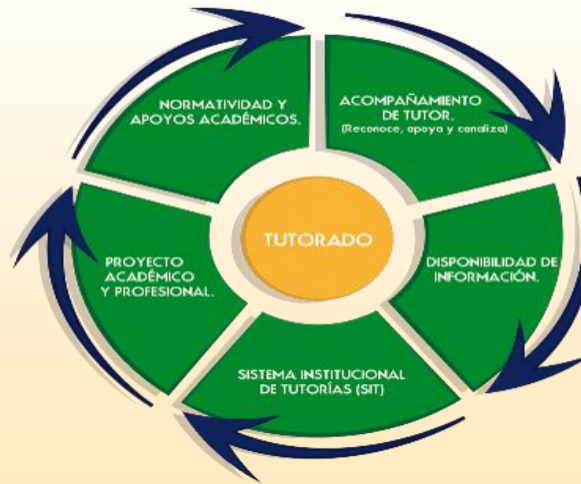 NORMATIVIDAD Y
APOYOS ACADÉMICOS.
ACOMPAÑAMIENTO
DE TUTOR.
(Reconoce, apoya y canaliza)
TUTORADO
DISPONIBILIDAD DE
INFORMACIÓN.
PROYECTO
ACADÉMICO
Y PROFESIONAL.
SISTEMA INSTITUCIONAL
DE TUTORÍAS (SIT)